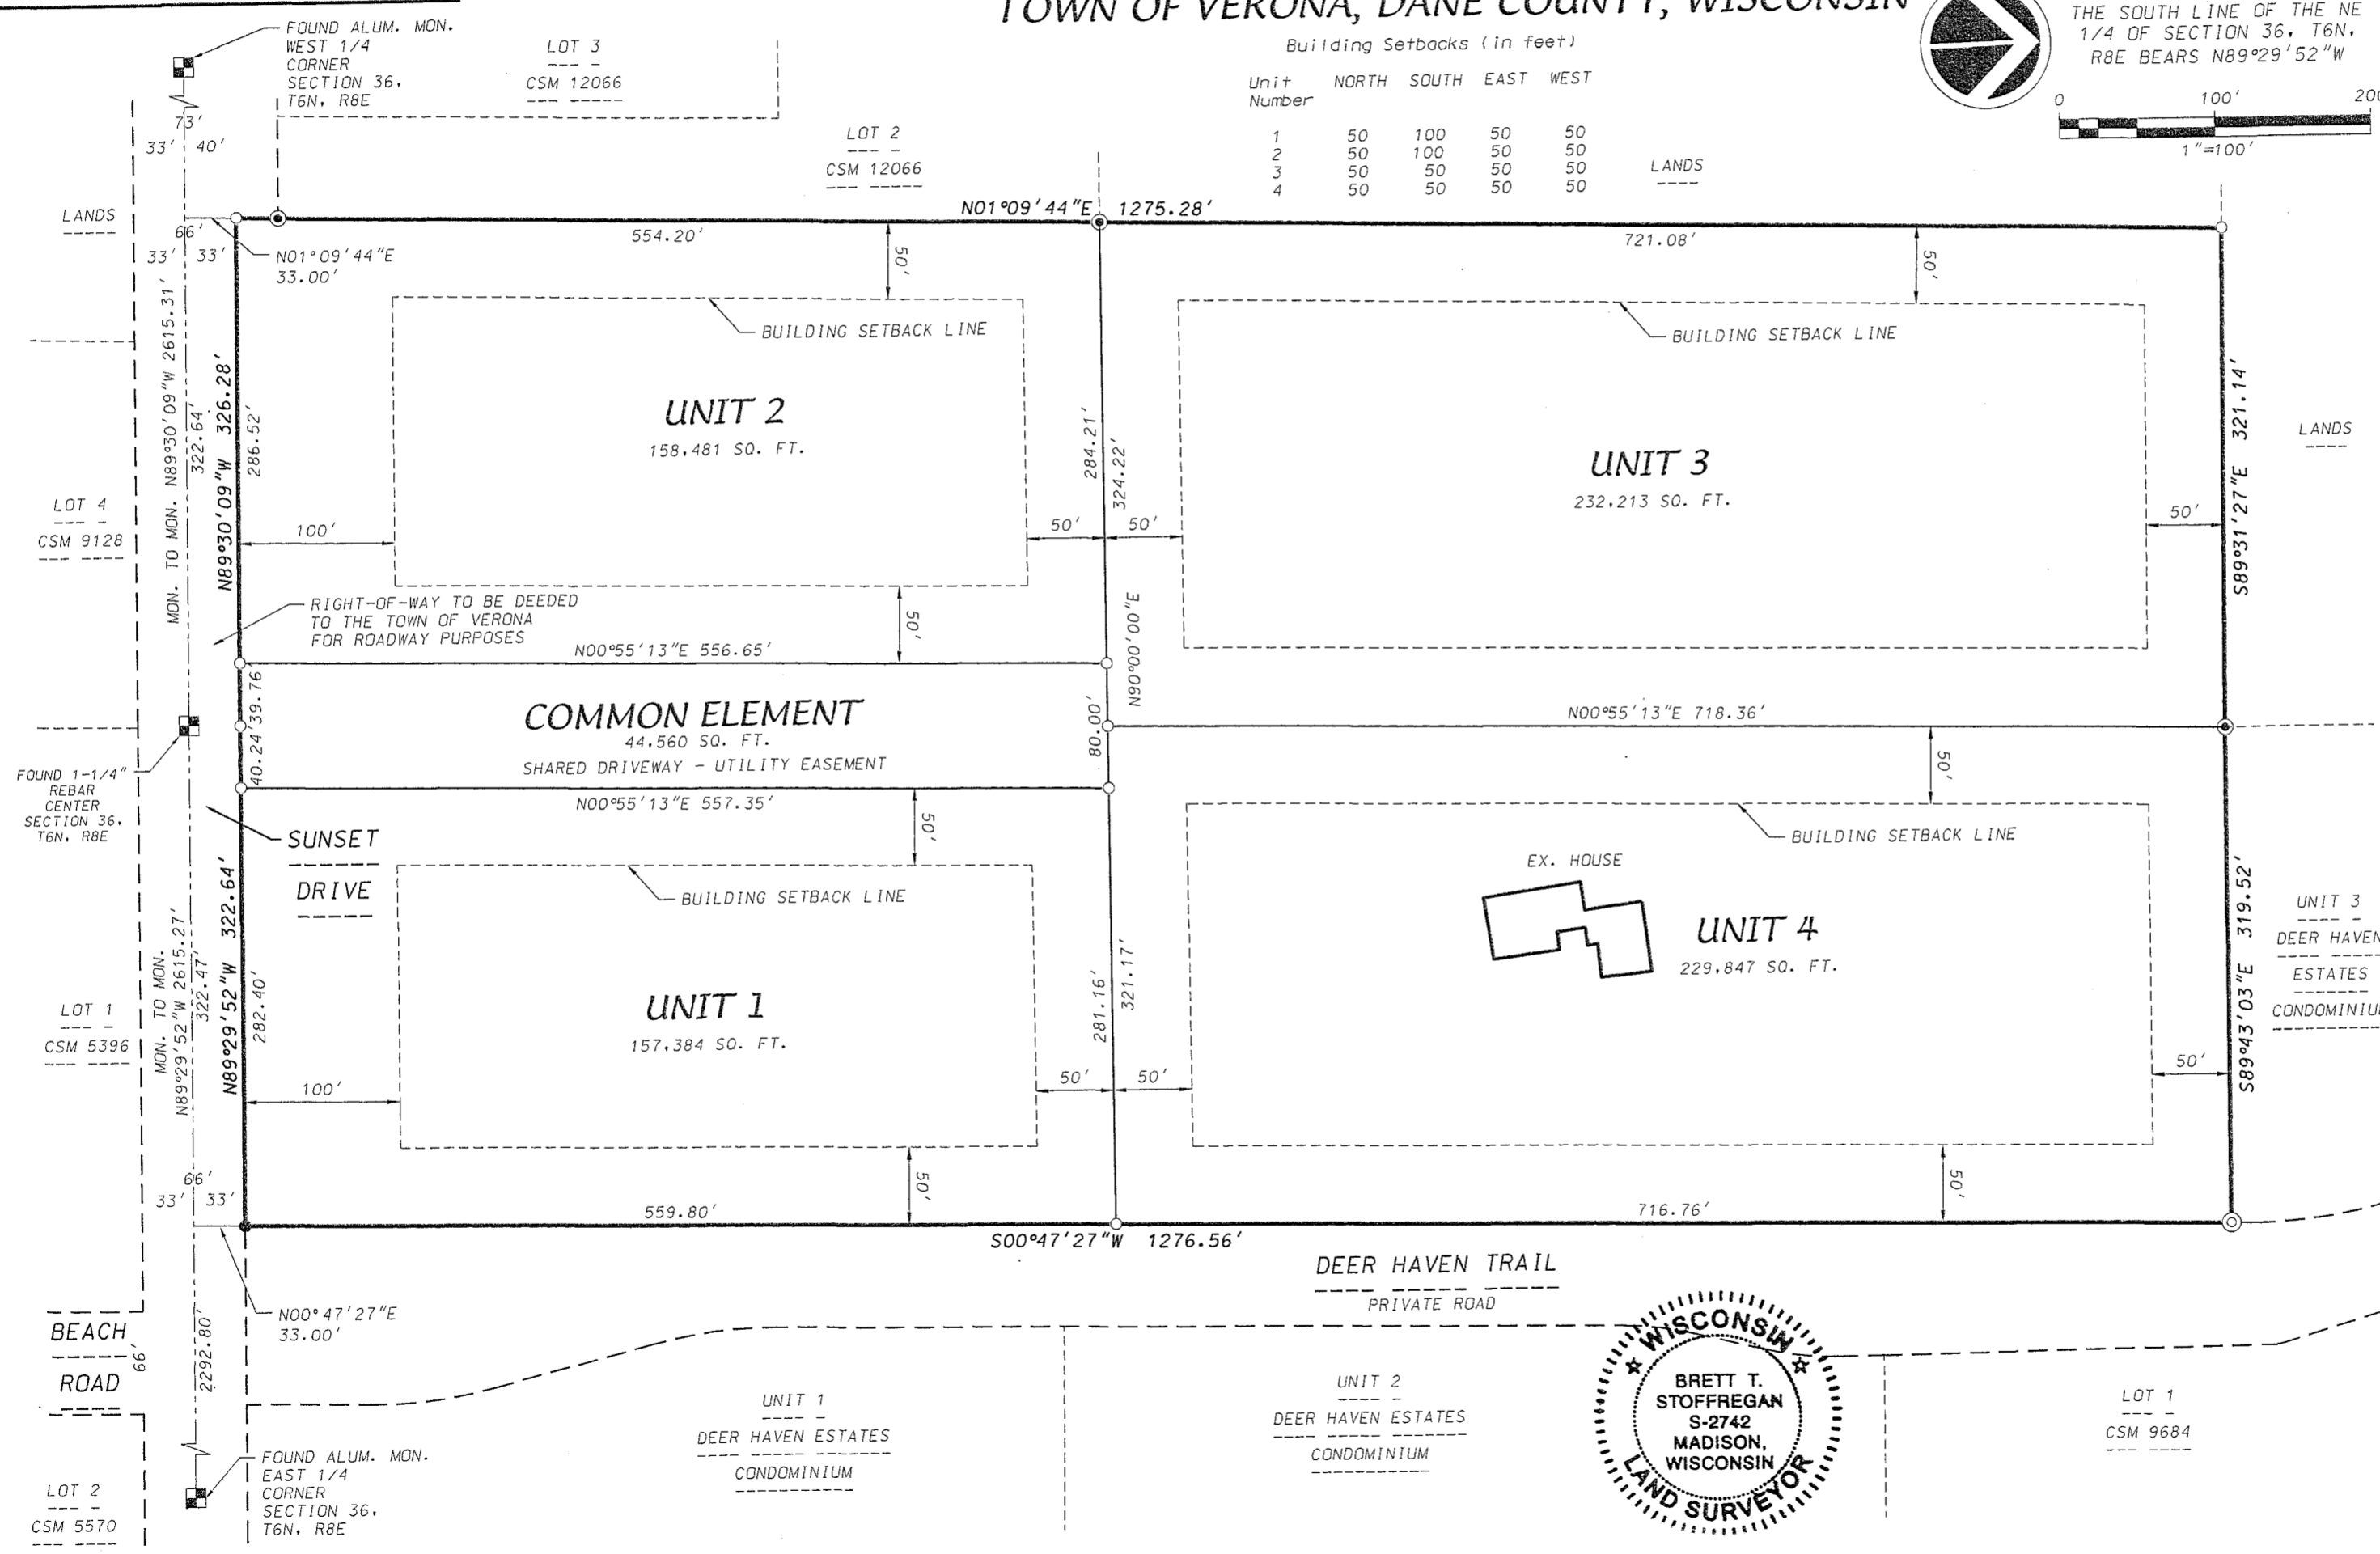 TOWN OF VERONA, DANE COUNTY, WISCONSIN
THE SOUTH LINE OF THE NE
1/4 OF SECTION 36, T6N,
R8E BEARS N89°29'52"W
0 100' 200
1"=100'
Building Setbacks (in feet)
Unit Number NORTH SOUTH EAST WEST
1 50 100 50 50
2 50 100 50 50
3 50 50 50 50
4 50 50 50 50
FOUND ALUM. MON.
WEST 1/4
CORNER
SECTION 36,
T6N, R8E
LOT 3
CSM 12066
LOT 2
CSM 12066
LANDS
73'
33' 40'
LANDS
66'
33' 33'
N01°09'44"E
33.00'
N01°09'44"E 1275.28'
554.20'
721.08'
50'
50'
BUILDING SETBACK LINE
BUILDING SETBACK LINE
MON. TO MON. N89°30'09"W 2615.31'
322.64'
N89°30'09"W 326.28'
286.52'
UNIT 2
158,481 SQ. FT.
284.21'
324.22'
UNIT 3
232,213 SQ. FT.
S89°31'27"E 321.14'
LANDS
LOT 4
CSM 9128
100'
50'
50'
50'
RIGHT-OF-WAY TO BE DEEDED
TO THE TOWN OF VERONA
FOR ROADWAY PURPOSES
50'
N00°55'13"E 556.65'
N90°00'00"E
39.76'
40.24'
COMMON ELEMENT
44,560 SQ. FT.
SHARED DRIVEWAY - UTILITY EASEMENT
80.00'
N00°55'13"E 718.36'
N00°55'13"E 557.35'
50'
50'
FOUND 1-1/4"
REBAR
CENTER
SECTION 36,
T6N, R8E
SUNSET
DRIVE
BUILDING SETBACK LINE
BUILDING SETBACK LINE
EX. HOUSE
UNIT 4
229,847 SQ. FT.
MON. TO MON.
N89°29'52"W 2615.27'
322.47'
N89°29'52"W 322.64'
282.40'
UNIT 1
157,384 SQ. FT.
281.16'
321.17'
S89°43'03"E 319.52'
UNIT 3
DEER HAVEN
ESTATES
LOT 1
CSM 5396
100'
50'
50'
50'
66'
33' 33'
50'
50'
559.80'
716.76'
S00°47'27"W 1276.56'
DEER HAVEN TRAIL
PRIVATE ROAD
N00°47'27"E
33.00'
BEACH
ROAD
66'
2292.80'
UNIT 1
DEER HAVEN ESTATES
CONDOMINIUM
UNIT 2
DEER HAVEN ESTATES
CONDOMINIUM
WISCONSIN
BRETT T.
STOFFREGAN
S-2742
MADISON,
WISCONSIN
LAND SURVEYOR
LOT 1
CSM 9684
FOUND ALUM. MON.
EAST 1/4
CORNER
SECTION 36,
T6N, R8E
LOT 2
CSM 5570